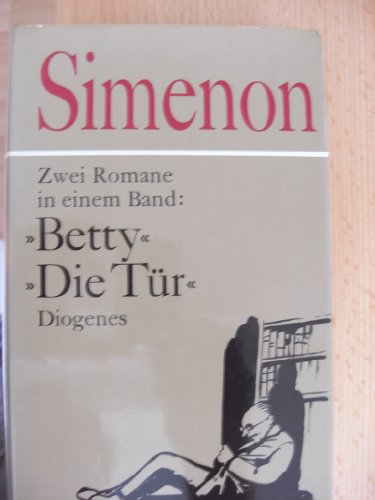 Simenon
Zwei Romane
in einem Band:
»Betty«
»Die Tür«
Diogenes